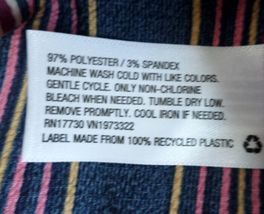 97% POLYESTER / 3% SPANDEX
MACHINE WASH COLD WITH LIKE COLORS.
GENTLE CYCLE. ONLY NON-CHLORINE
BLEACH WHEN NEEDED. TUMBLE DRY LOW.
REMOVE PROMPTLY. COOL IRON IF NEEDED.
RN17730 VN1973322
LABEL MADE FROM 100% RECYCLED PLASTIC